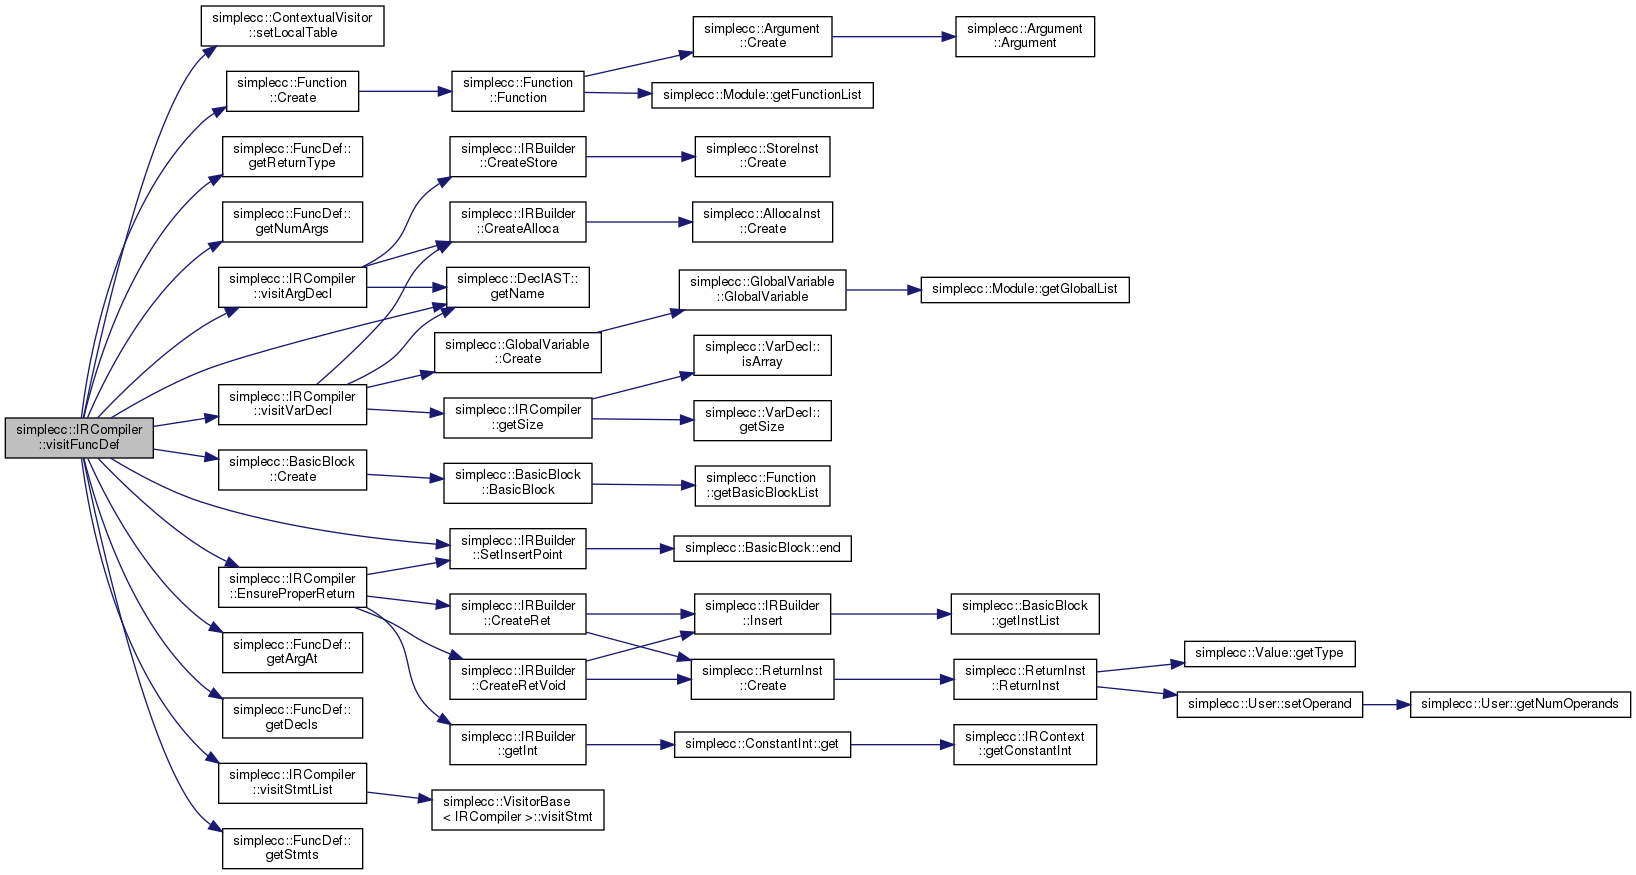 simplecc::IRCompiler
::visitFuncDef
simplecc::ContextualVisitor
::setLocalTable
simplecc::Function
::Create
simplecc::FuncDef::
getReturnType
simplecc::FuncDef::
getNumArgs
simplecc::IRCompiler
::visitArgDecl
simplecc::IRCompiler
::visitVarDecl
simplecc::BasicBlock
::Create
simplecc::IRCompiler
::EnsureProperReturn
simplecc::FuncDef::
getArgAt
simplecc::FuncDef::
getDecls
simplecc::IRCompiler
::visitStmtList
simplecc::FuncDef::
getStmts
simplecc::Function
::Function
simplecc::IRBuilder
::CreateStore
simplecc::IRBuilder
::CreateAlloca
simplecc::DeclAST::
getName
simplecc::GlobalVariable
::Create
simplecc::IRCompiler
::getSize
simplecc::BasicBlock
::BasicBlock
simplecc::IRBuilder
::SetInsertPoint
simplecc::IRBuilder
::CreateRet
simplecc::IRBuilder
::CreateRetVoid
simplecc::IRBuilder
::getInt
simplecc::VisitorBase
< IRCompiler >::visitStmt
simplecc::Argument
::Create
simplecc::Module::getFunctionList
simplecc::StoreInst
::Create
simplecc::AllocaInst
::Create
simplecc::GlobalVariable
::GlobalVariable
simplecc::VarDecl::
isArray
simplecc::VarDecl::
getSize
simplecc::Function
::getBasicBlockList
simplecc::BasicBlock::end
simplecc::IRBuilder
::Insert
simplecc::ReturnInst
::Create
simplecc::ConstantInt::get
simplecc::Argument
::Argument
simplecc::Module::getGlobalList
simplecc::BasicBlock
::getInstList
simplecc::ReturnInst
::ReturnInst
simplecc::IRContext
::getConstantInt
simplecc::Value::getType
simplecc::User::setOperand
simplecc::User::getNumOperands